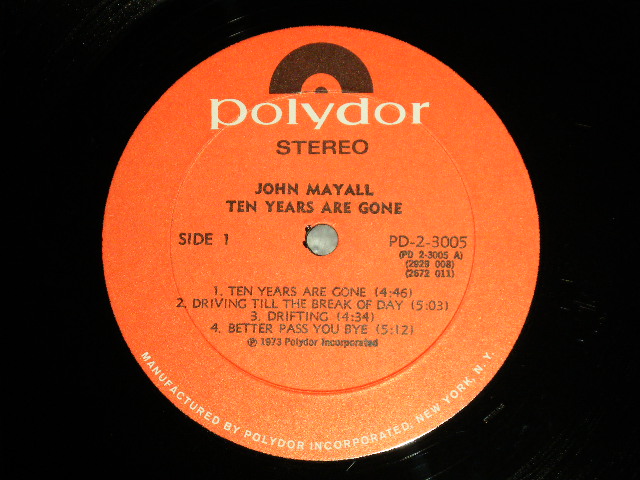 polydor
STEREO
JOHN MAYALL
TEN YEARS ARE GONE
SIDE 1
PD-2-3005
(PD 2-3005 A)
(2929 008)
(2672 011)
1. TEN YEARS ARE GONE (4:46)
2. DRIVING TILL THE BREAK OF DAY (5:03)
3. DRIFTING (4:34)
4. BETTER PASS YOU BYE (5:12)
Ⓟ 1973 Polydor Incorporated
MANUFACTURED BY POLYDOR INCORPORATED, NEW YORK, N.Y.